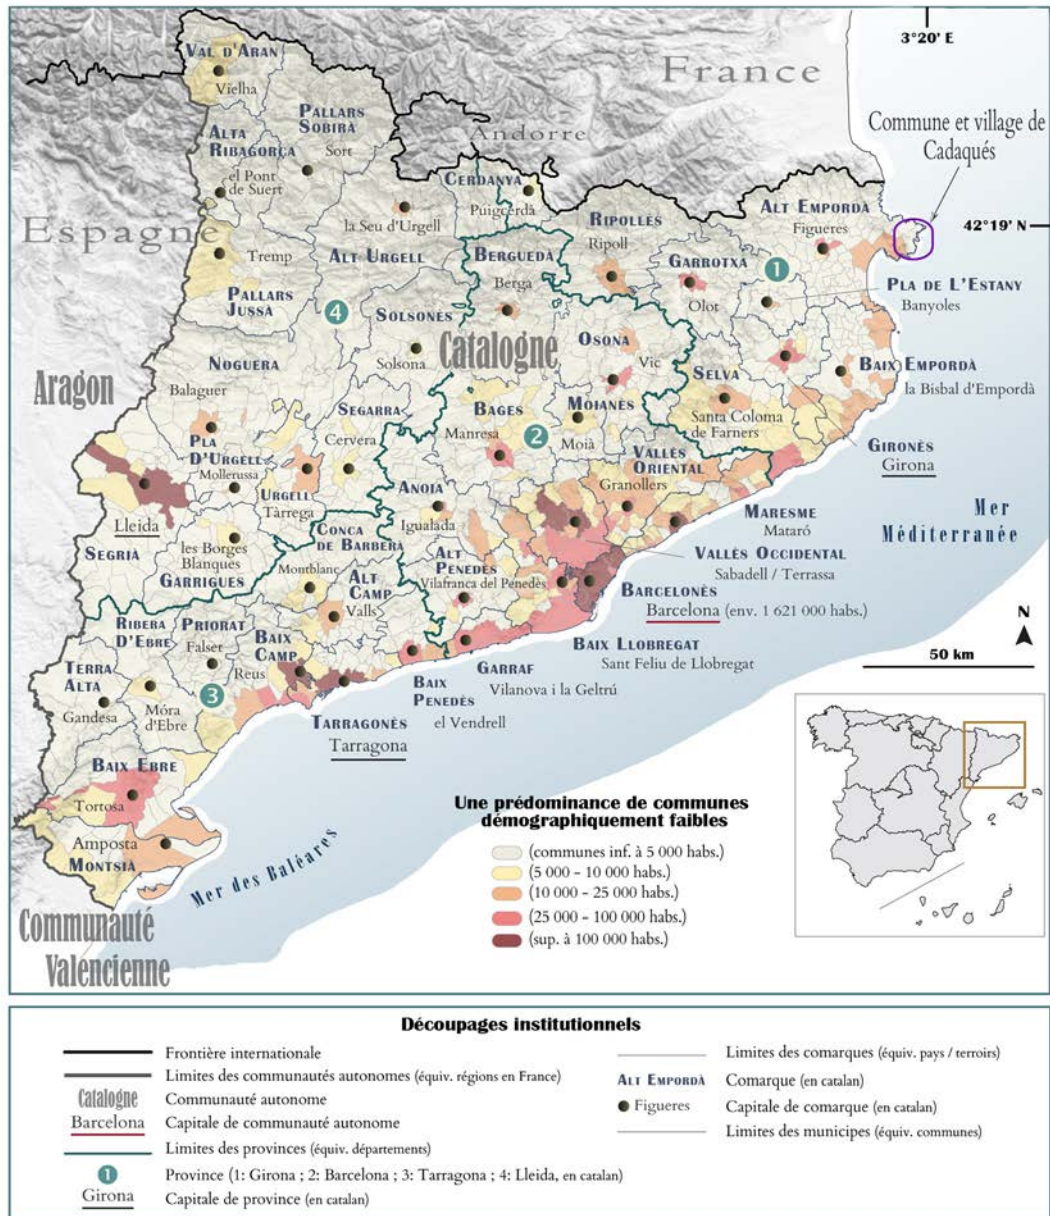 3°20' E
France
Commune et village de
Cadaqués
42°19' N
Val d'Aran
Vielha
Pallars
Sobirà
Sort
Alta
Ribagorça
el Pont
de Suert
Andorre
Cerdanya
Puigcerdà
Espagne
la Seu d'Urgell
Alt Urgell
Ripollès
Ripoll
Alt Empordà
Figueres
Garrotxa
Olot
1
Pla de l'Estany
Banyoles
Tremp
Pallars
Jussà
4
Berguedà
Berga
Solsonès
Solsona
Catalogne
Osona
Vic
Baix Empordà
la Bisbal d'Empordà
Selva
Santa Coloma
de Farners
Gironès
Girona
Aragon
Noguera
Balaguer
Segarra
Cervera
Bages
Manresa
2
Moianès
Moià
Pla
d'Urgell
Mollerussa
Urgell
Tàrrega
Vallès
Oriental
Granollers
Maresme
Mataró
Mer
Méditerranée
Lleida
Segrià
les Borges
Blanques
Garrigues
Anoia
Igualada
Conca
de Barberà
Montblanc
Alt
Penedès
Vilafranca del Penedès
Vallès Occidental
Sabadell / Terrassa
Barcelonès
Barcelona (env. 1 621 000 habs.)
Baix Llobregat
Sant Feliu de Llobregat
Alt
Camp
Valls
Ribera
d'Ebre
Priorat
Falset
Baix
Camp
Reus
Garraf
Vilanova i la Geltrú
Baix
Penedès
el Vendrell
Terra
Alta
Gandesa
Móra
d'Ebre
3
Tarragonès
Tarragona
Baix Ebre
Tortosa
Amposta
Montsià
Mer des Baléares
Communauté
Valencienne
N
50 km
Une prédominance de communes
démographiquement faibles
(communes inf. à 5 000 habs.)
(5 000 - 10 000 habs.)
(10 000 - 25 000 habs.)
(25 000 - 100 000 habs.)
(sup. à 100 000 habs.)
Découpages institutionnels
Frontière internationale
Limites des communautés autonomes (équiv. régions en France)
Catalogne Communauté autonome
Barcelona Capitale de communauté autonome
Limites des provinces (équiv. départements)
1 Province (1: Girona ; 2: Barcelona ; 3: Tarragona ; 4: Lleida, en catalan)
Girona Capitale de province (en catalan)
Limites des comarques (équiv. pays / terroirs)
Alt Empordà Comarque (en catalan)
Figueres Capitale de comarque (en catalan)
Limites des municipes (équiv. communes)